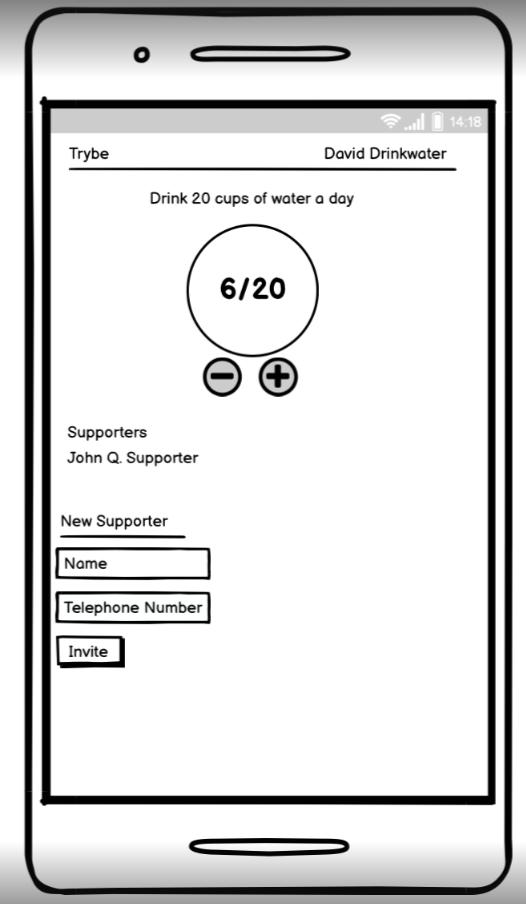 14:18
Trybe David Drinkwater
Drink 20 cups of water a day
6/20
Supporters
John Q. Supporter
New Supporter
Name
Telephone Number
Invite